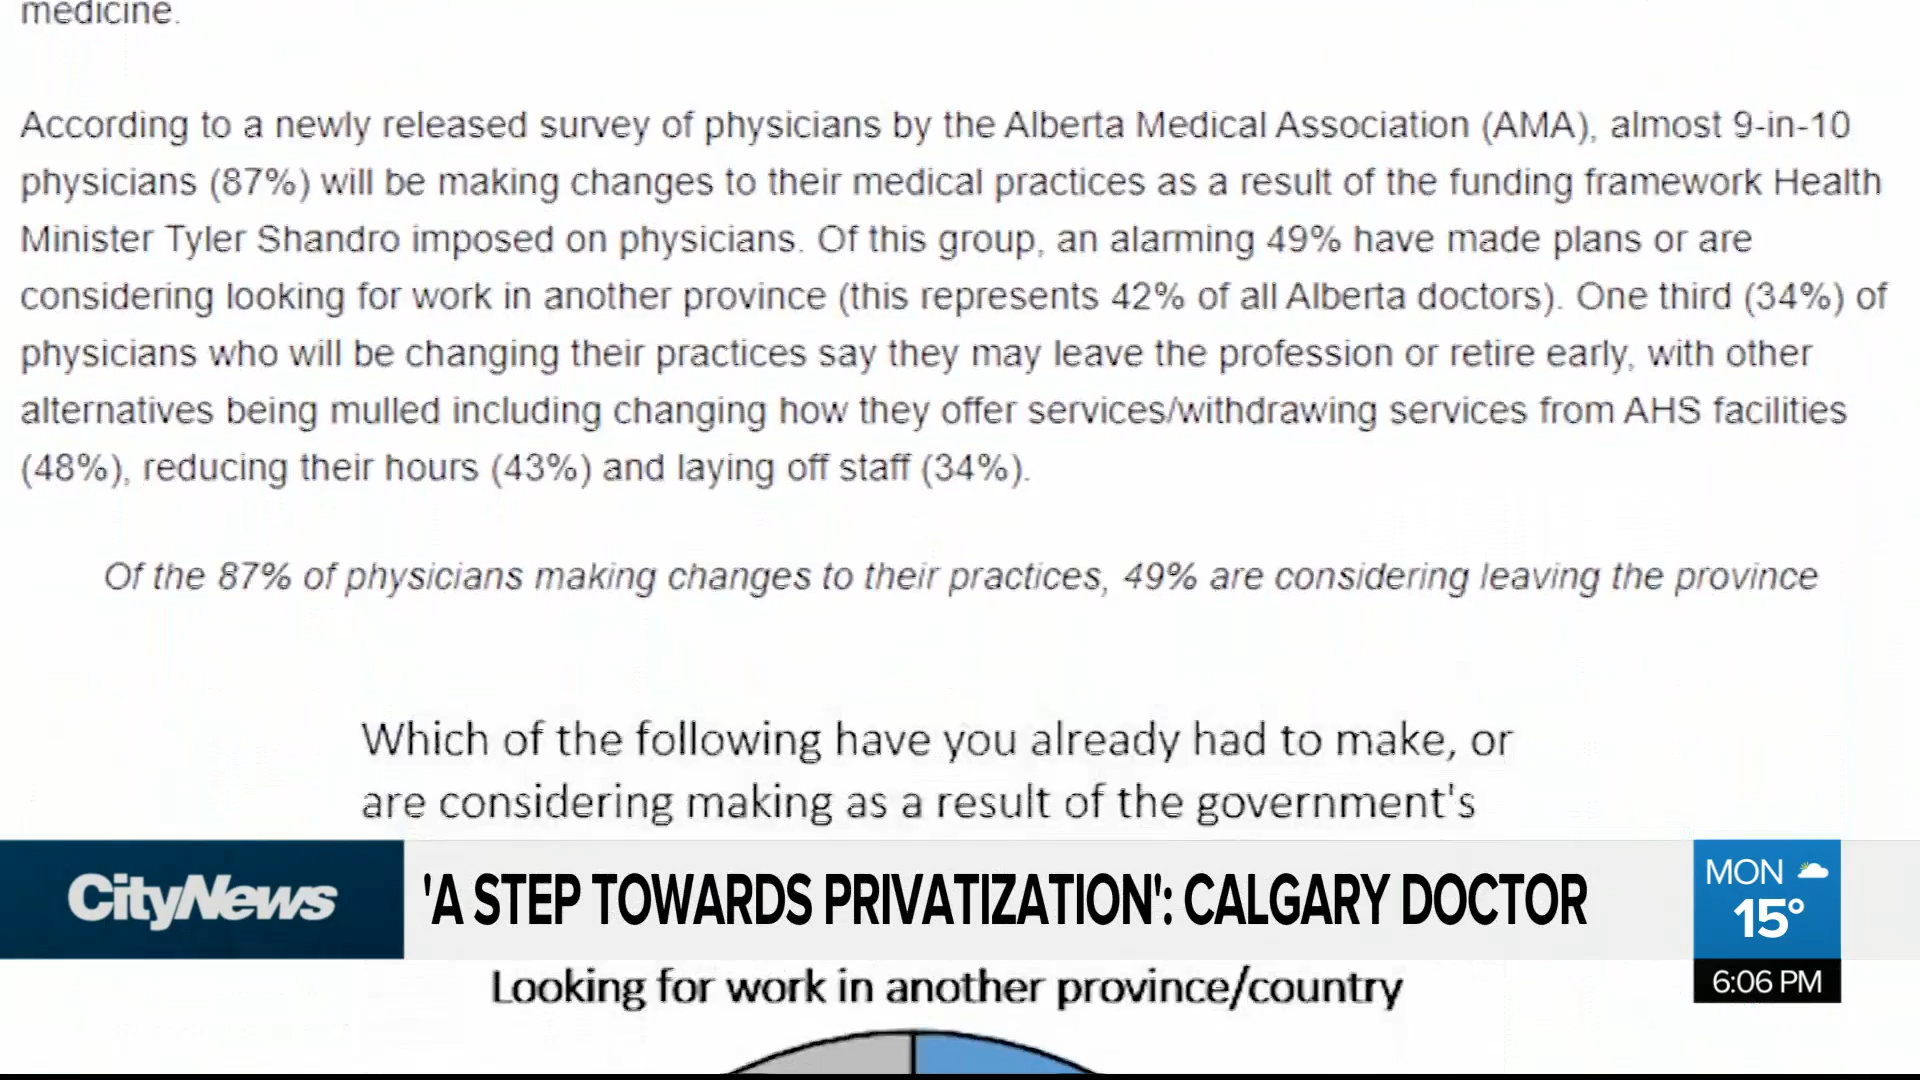 medicine.
According to a newly released survey of physicians by the Alberta Medical Association (AMA), almost 9-in-10
physicians (87%) will be making changes to their medical practices as a result of the funding framework Health
Minister Tyler Shandro imposed on physicians. Of this group, an alarming 49% have made plans or are
considering looking for work in another province (this represents 42% of all Alberta doctors). One third (34%) of
physicians who will be changing their practices say they may leave the profession or retire early, with other
alternatives being mulled including changing how they offer services/withdrawing services from AHS facilities
(48%), reducing their hours (43%) and laying off staff (34%).
Of the 87% of physicians making changes to their practices, 49% are considering leaving the province
Which of the following have you already had to make, or
are considering making as a result of the government's
CityNews
'A STEP TOWARDS PRIVATIZATION': CALGARY DOCTOR
MON
15°
6:06 PM
Looking for work in another province/country